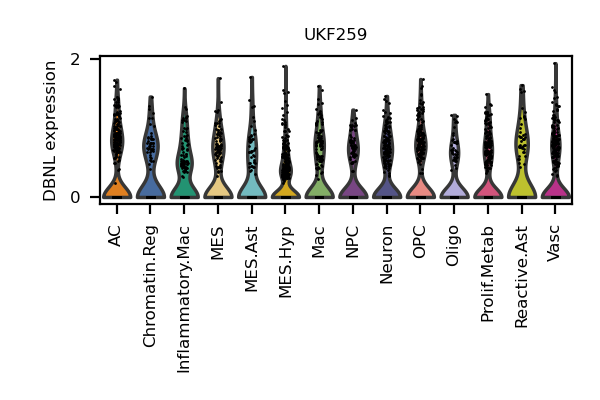 UKF259
DBNL expression
2
0
AC
Chromatin.Reg
Inflammatory.Mac
MES
MES.Ast
MES.Hyp
Mac
NPC
Neuron
OPC
Oligo
Prolif.Metab
Reactive.Ast
Vasc